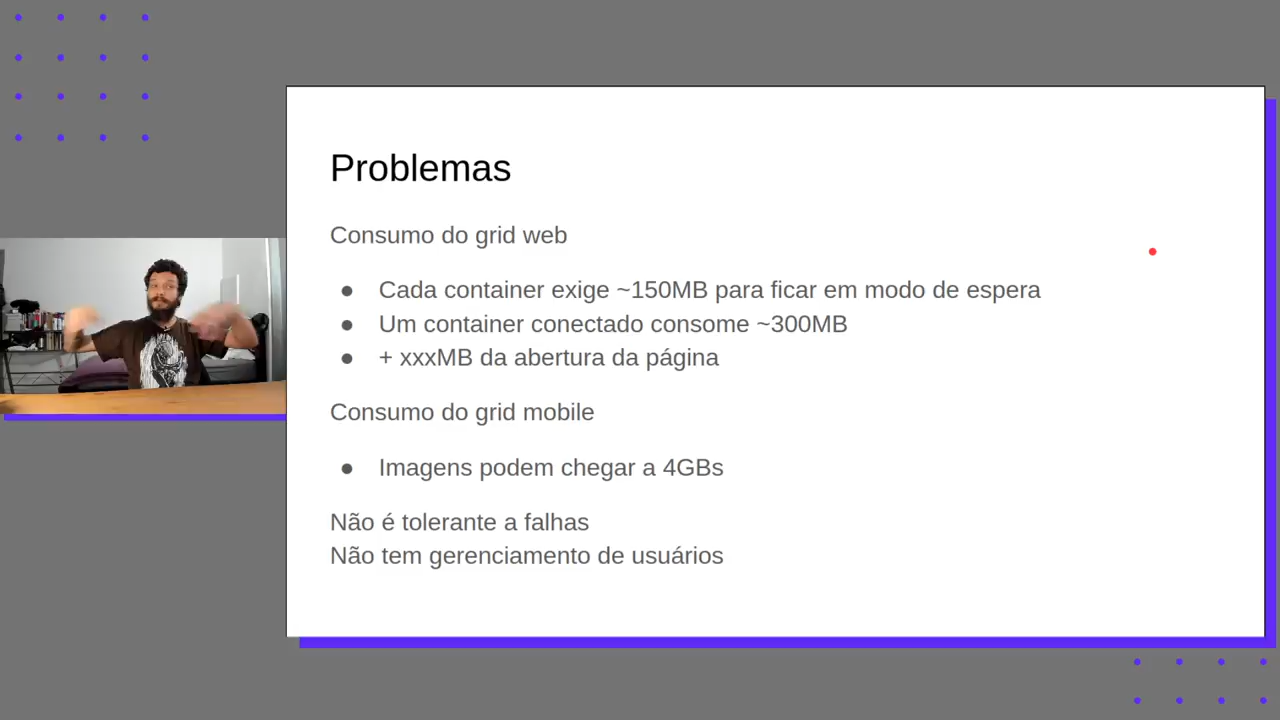 Problemas
Consumo do grid web
● Cada container exige ~150MB para ficar em modo de espera
● Um container conectado consome ~300MB
● + xxxMB da abertura da página
Consumo do grid mobile
● Imagens podem chegar a 4GBs
Não é tolerante a falhas
Não tem gerenciamento de usuários